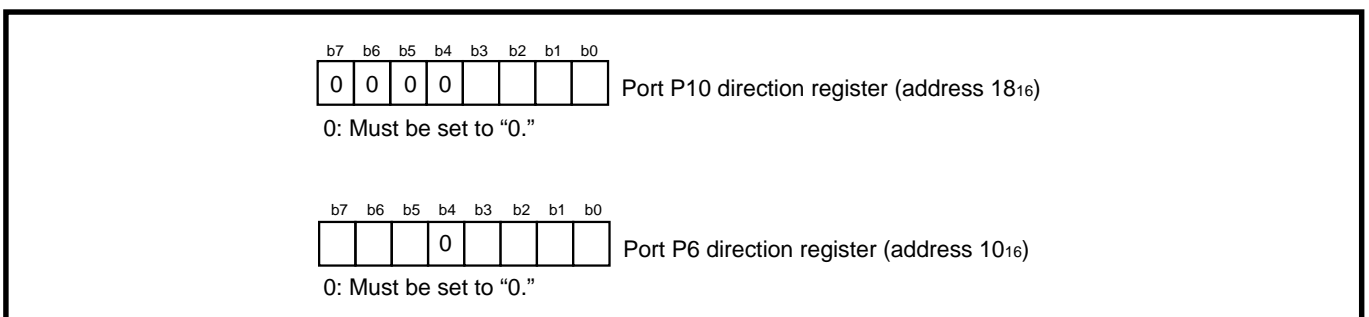 b7 b6 b5 b4 b3 b2 b1 b0
0 0 0 0 Port P10 direction register (address 18₁₆)
0: Must be set to “0.”
b7 b6 b5 b4 b3 b2 b1 b0
0 Port P6 direction register (address 10₁₆)
0: Must be set to “0.”